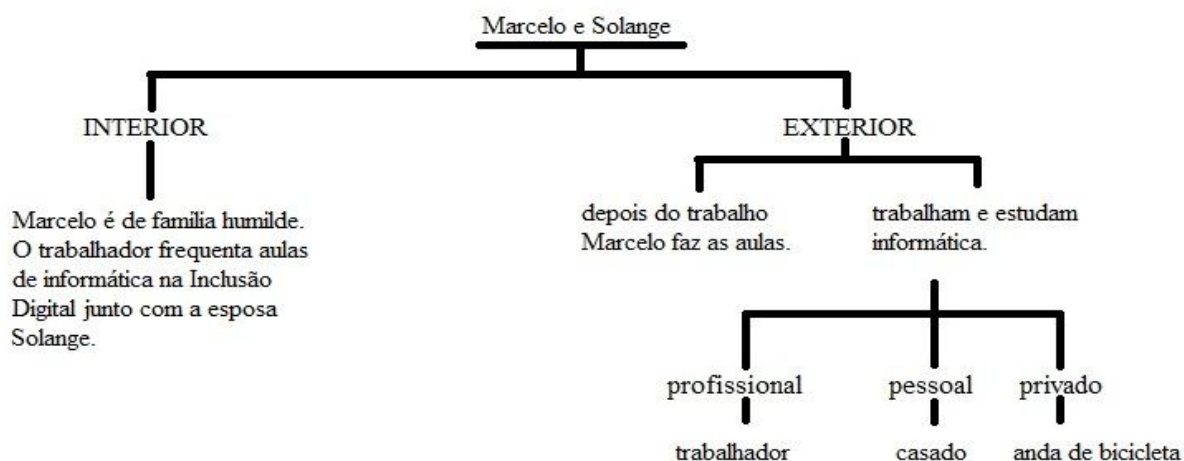 Marcelo e Solange
INTERIOR
EXTERIOR
Marcelo é de família humilde.
O trabalhador frequenta aulas
de informática na Inclusão
Digital junto com a esposa
Solange.
depois do trabalho
Marcelo faz as aulas.
trabalham e estudam
informática.
profissional
pessoal
privado
trabalhador
casado
anda de bicicleta